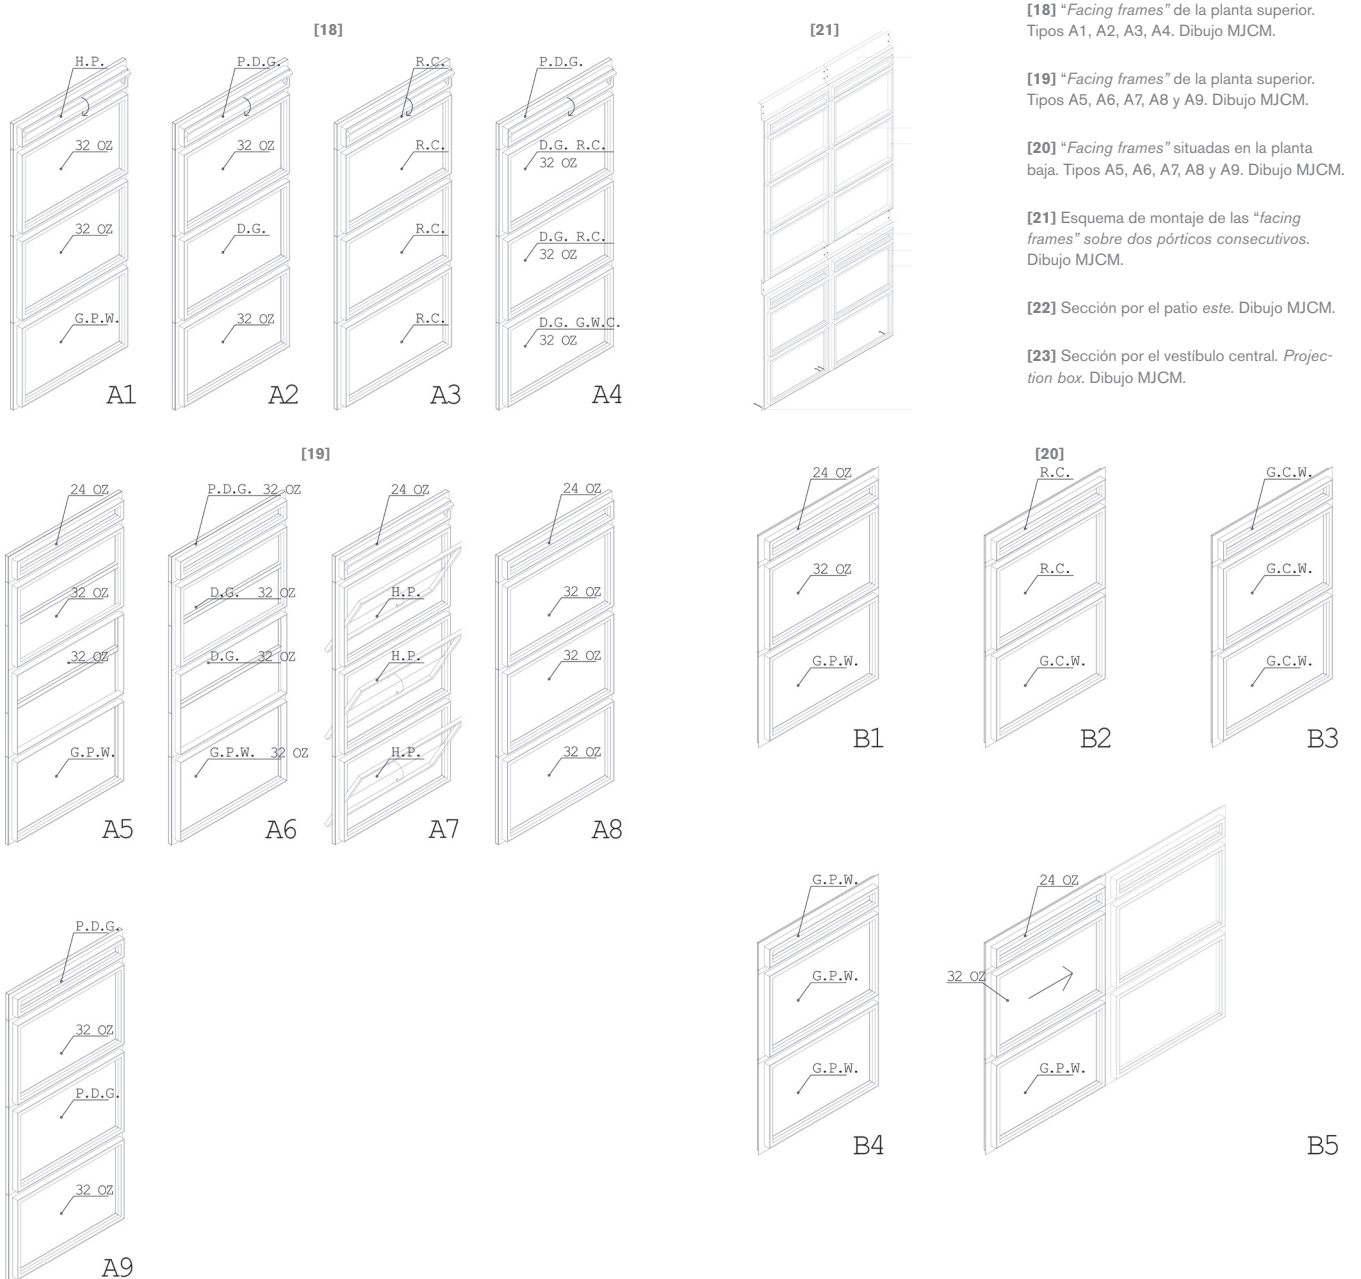 [18]
H.P.
32 OZ
32 OZ
G.P.W.
A1
P.D.G.
32 OZ
D.G.
32 OZ
A2
R.C.
R.C.
R.C.
R.C.
A3
P.D.G.
D.G. R.C.
32 OZ
D.G. R.C.
32 OZ
D.G. G.W.C.
32 OZ
A4
[21]
[18] “Facing frames” de la planta superior.
Tipos A1, A2, A3, A4. Dibujo MJCM.
[19] “Facing frames” de la planta superior.
Tipos A5, A6, A7, A8 y A9. Dibujo MJCM.
[20] “Facing frames” situadas en la planta
baja. Tipos A5, A6, A7, A8 y A9. Dibujo MJCM.
[21] Esquema de montaje de las “facing
frames” sobre dos pórticos consecutivos.
Dibujo MJCM.
[22] Sección por el patio este. Dibujo MJCM.
[23] Sección por el vestíbulo central. Projec-
tion box. Dibujo MJCM.
[19]
24 OZ
32 OZ
32 OZ
G.P.W.
A5
P.D.G. 32 OZ
D.G. 32 OZ
D.G. 32 OZ
G.P.W. 32 OZ
A6
24 OZ
H.P.
H.P.
H.P.
A7
24 OZ
32 OZ
32 OZ
32 OZ
A8
P.D.G.
32 OZ
P.D.G.
32 OZ
A9
[20]
24 OZ
32 OZ
G.P.W.
B1
R.C.
R.C.
G.C.W.
B2
G.C.W.
G.C.W.
G.C.W.
B3
G.P.W.
G.P.W.
G.P.W.
B4
24 OZ
32 OZ
G.P.W.
B5